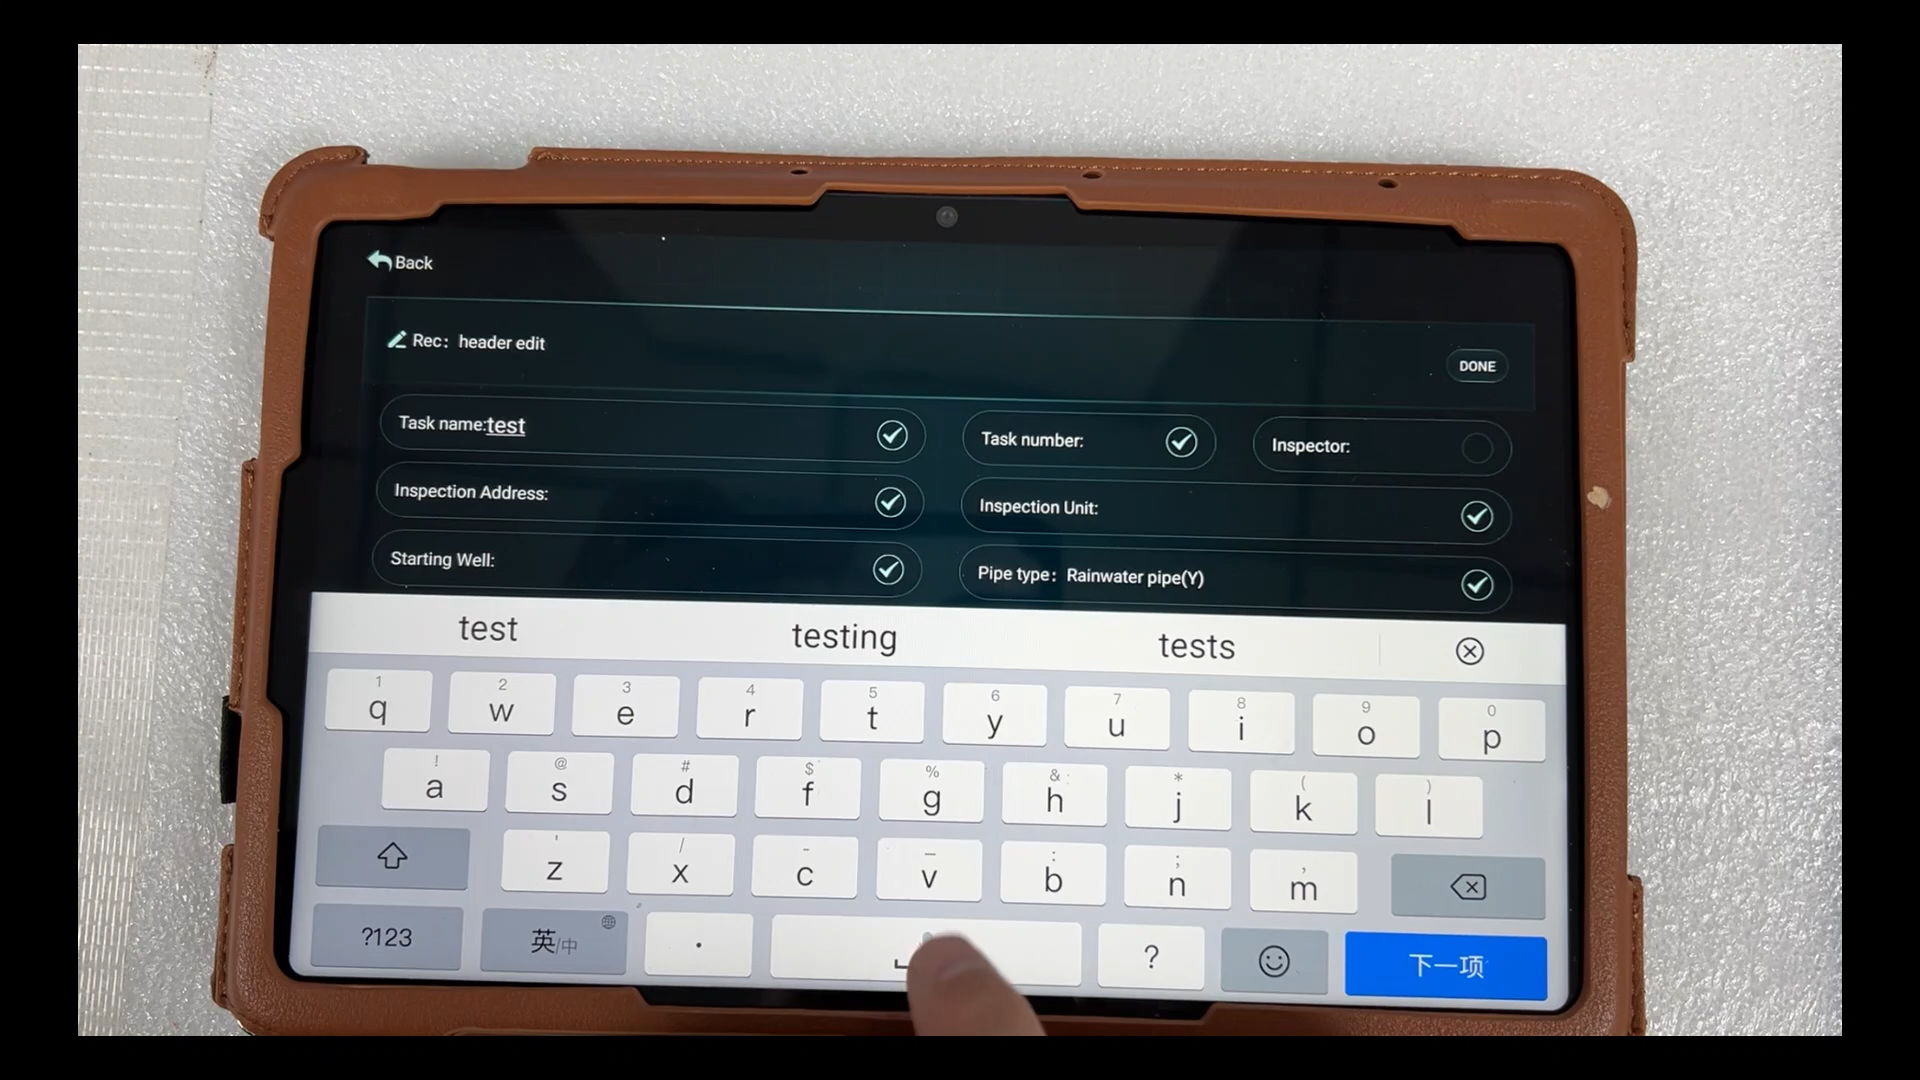 Back
Rec: header edit
DONE
Task name:test
Task number:
Inspector:
Inspection Address:
Inspection Unit:
Starting Well:
Pipe type: Rainwater pipe(Y)
test testing tests
1 2 3 4 5 6 7 8 9 0
q w e r t y u i o p
! @ # $ % & * ( )
a s d f g h j k l
' / - _ : ; ,
z x c v b n m
?123 英/中 . ? 下一项